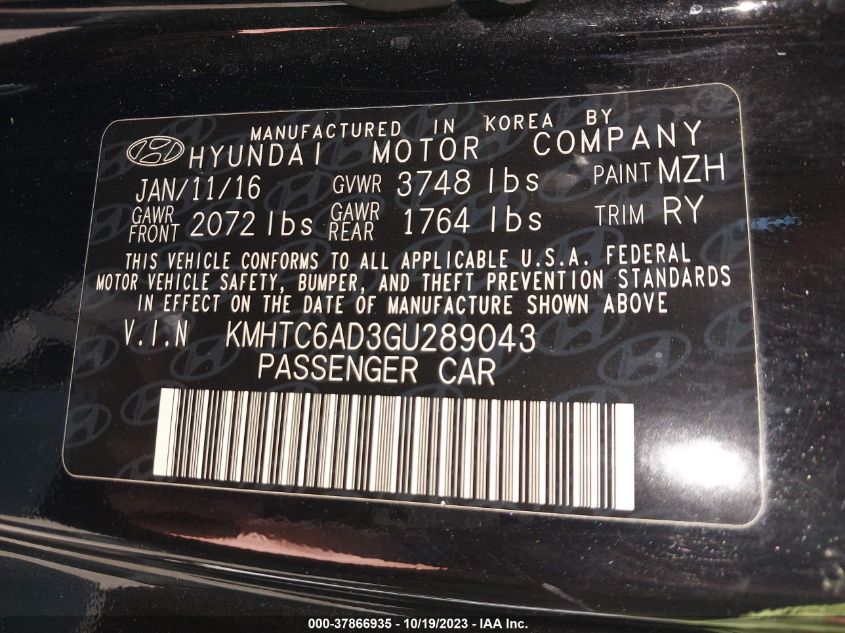 MANUFACTURED IN KOREA BY
HYUNDAI MOTOR COMPANY
JAN/11/16 GVWR 3748 lbs PAINT MZH
GAWR FRONT 2072 lbs GAWR REAR 1764 lbs TRIM RY
THIS VEHICLE CONFORMS TO ALL APPLICABLE U.S.A. FEDERAL
MOTOR VEHICLE SAFETY, BUMPER, AND THEFT PREVENTION STANDARDS
IN EFFECT ON THE DATE OF MANUFACTURE SHOWN ABOVE
V.I.N KMHTC6AD3GU289043
PASSENGER CAR
000-37866935 - 10/19/2023 - IAA Inc.